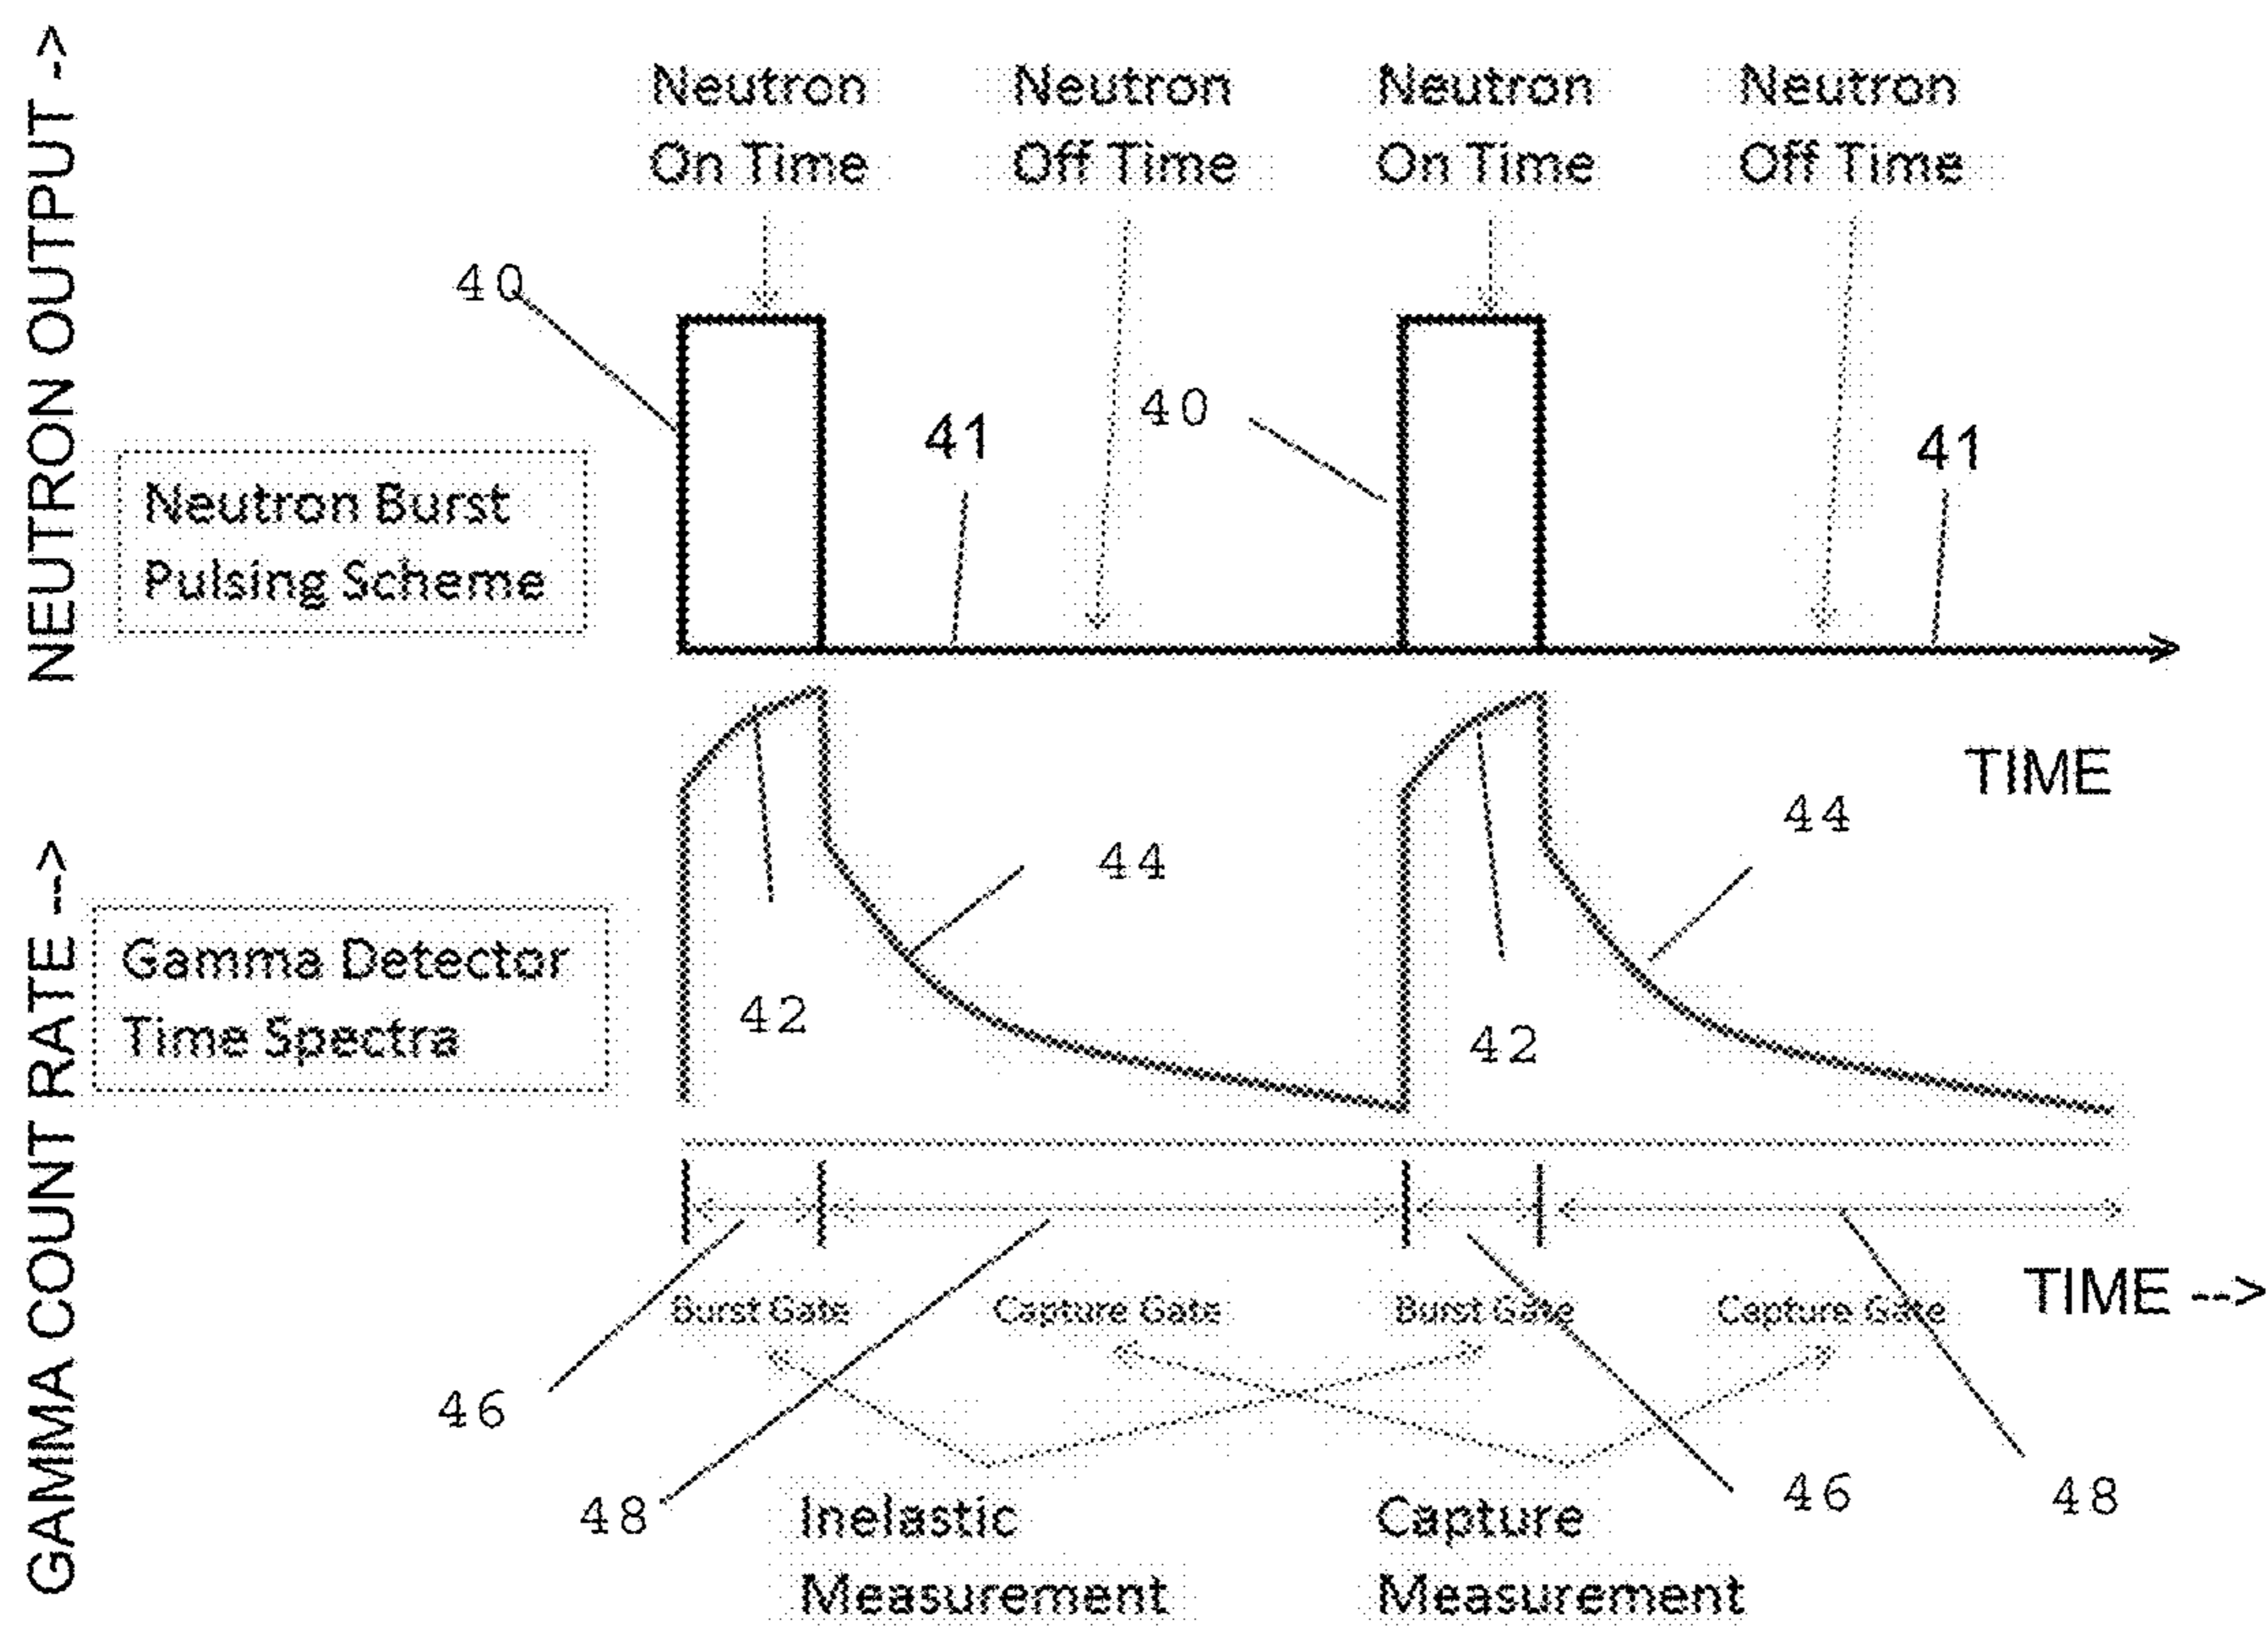 NEUTRON OUTPUT ->
Neutron
On Time
Neutron
Off Time
Neutron
On Time
Neutron
Off Time
40
41
40
41
Neutron Burst
Pulsing Scheme
TIME
GAMMA COUNT RATE -->
44
44
Gamma Detector
Time Spectra
42
42
TIME -->
Burst Gate
Capture Gate
Burst Gate
Capture Gate
46
48
46
48
Inelastic
Measurement
Capture
Measurement